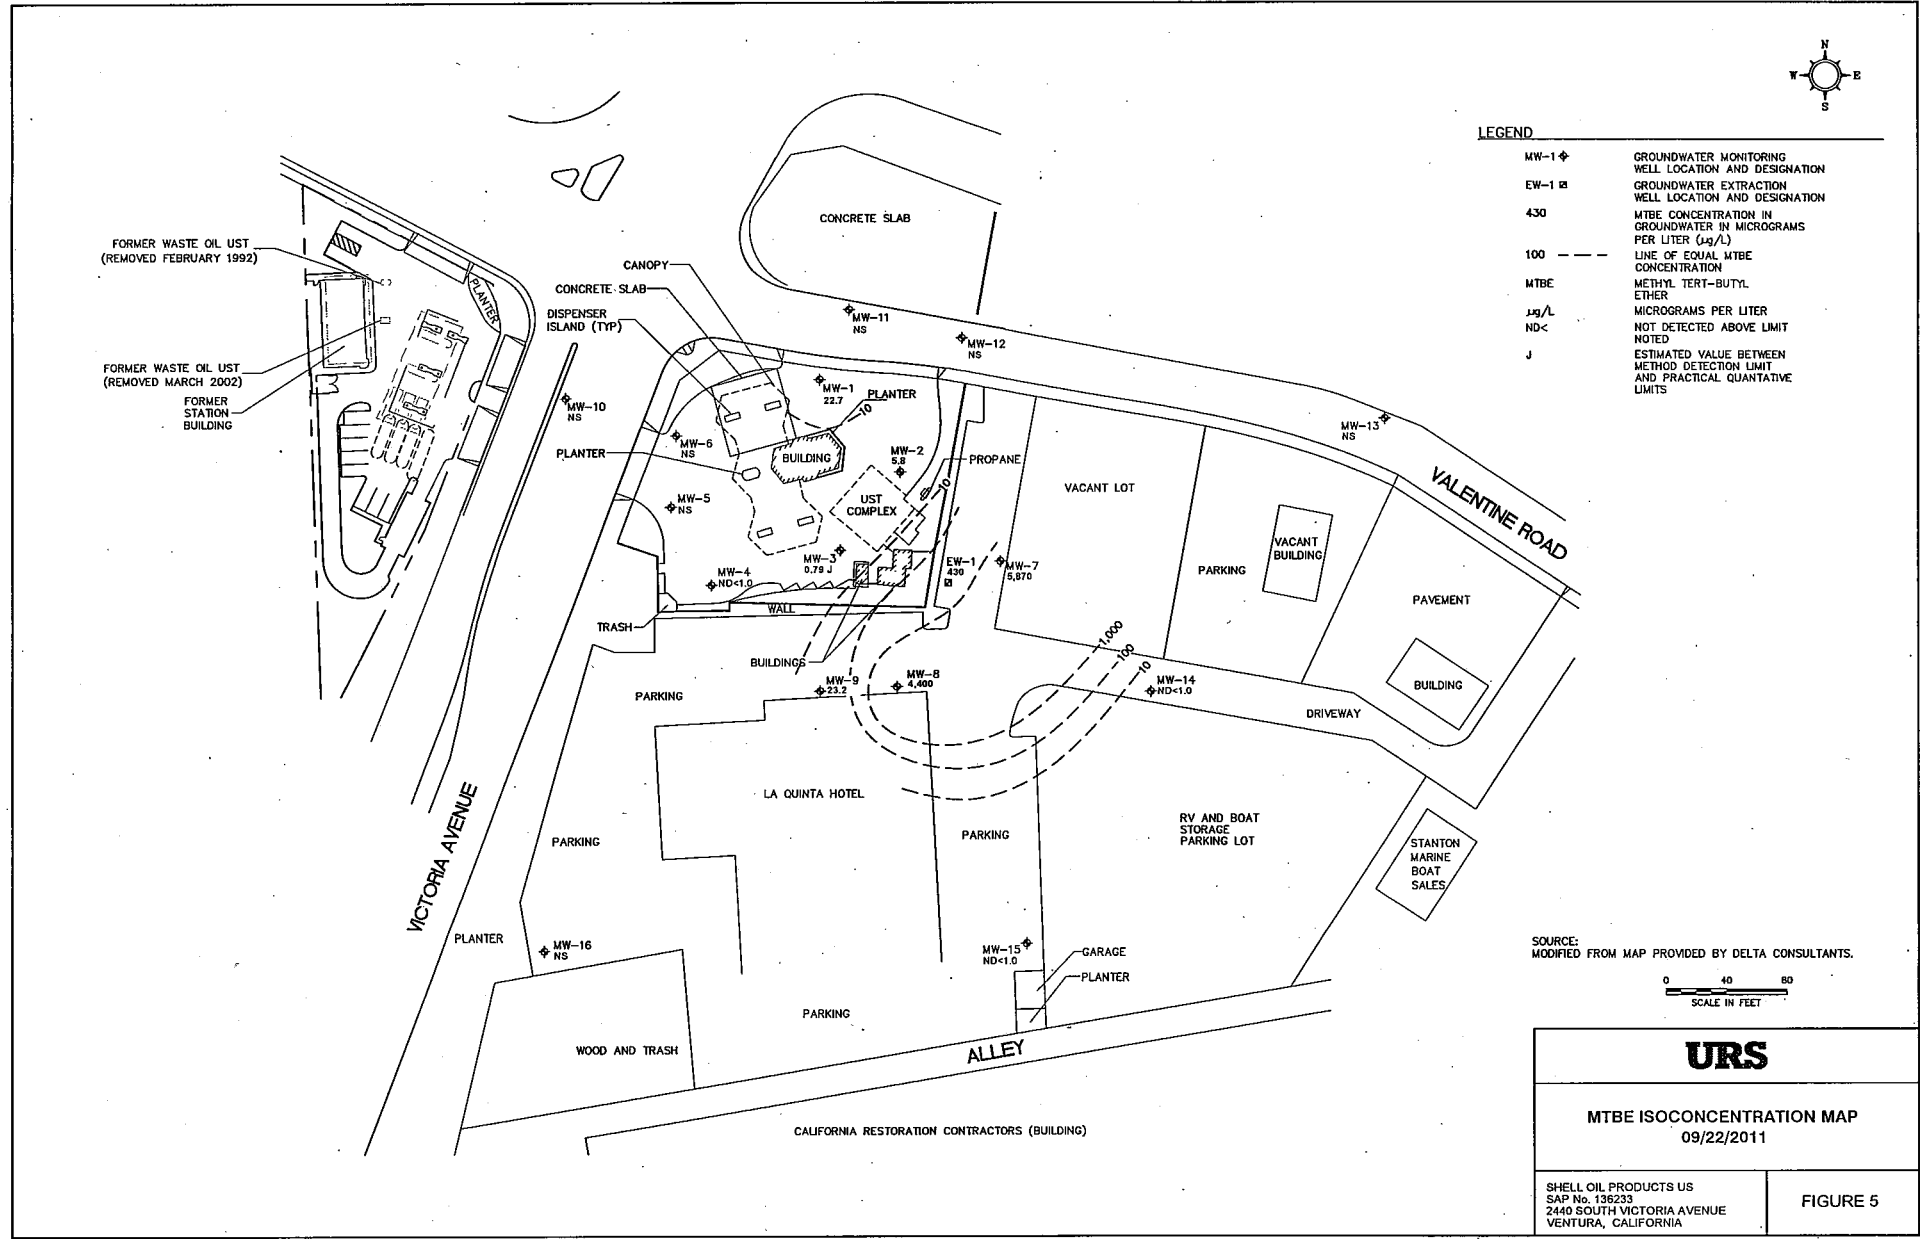 N
W E
S
LEGEND
MW-1
GROUNDWATER MONITORING
WELL LOCATION AND DESIGNATION
EW-1
GROUNDWATER EXTRACTION
WELL LOCATION AND DESIGNATION
430
MTBE CONCENTRATION IN
GROUNDWATER IN MICROGRAMS
PER LITER (µg/L)
100
LINE OF EQUAL MTBE
CONCENTRATION
MTBE
METHYL TERT-BUTYL
ETHER
µg/L
MICROGRAMS PER LITER
ND<
NOT DETECTED ABOVE LIMIT
NOTED
J
ESTIMATED VALUE BETWEEN
METHOD DETECTION LIMIT
AND PRACTICAL QUANTATIVE
LIMITS
FORMER WASTE OIL UST
(REMOVED FEBRUARY 1992)
FORMER WASTE OIL UST
(REMOVED MARCH 2002)
FORMER
STATION
BUILDING
PLANTER
CONCRETE SLAB
CANOPY
CONCRETE SLAB
DISPENSER
ISLAND (TYP)
MW-11
NS
MW-12
NS
MW-13
NS
MW-10
NS
MW-1
22.7
PLANTER
10
MW-6
NS
PLANTER
BUILDING
MW-2
5.8
PROPANE
10
UST
COMPLEX
MW-5
NS
MW-3
0.79 J
MW-4
ND<1.0
EW-1
430
MW-7
5,870
WALL
TRASH
BUILDINGS
VACANT LOT
PARKING
VACANT
BUILDING
VALENTINE ROAD
PAVEMENT
BUILDING
1,000
100
10
MW-14
ND<1.0
DRIVEWAY
MW-9
23.2
MW-8
4,400
PARKING
LA QUINTA HOTEL
PARKING
PARKING
RV AND BOAT
STORAGE
PARKING LOT
STANTON
MARINE
BOAT
SALES
VICTORIA AVENUE
PLANTER
MW-16
NS
MW-15
ND<1.0
GARAGE
PLANTER
PARKING
WOOD AND TRASH
ALLEY
CALIFORNIA RESTORATION CONTRACTORS (BUILDING)
SOURCE:
MODIFIED FROM MAP PROVIDED BY DELTA CONSULTANTS.
0 40 80
SCALE IN FEET
URS
MTBE ISOCONCENTRATION MAP
09/22/2011
SHELL OIL PRODUCTS US
SAP No. 136233
2440 SOUTH VICTORIA AVENUE
VENTURA, CALIFORNIA
FIGURE 5